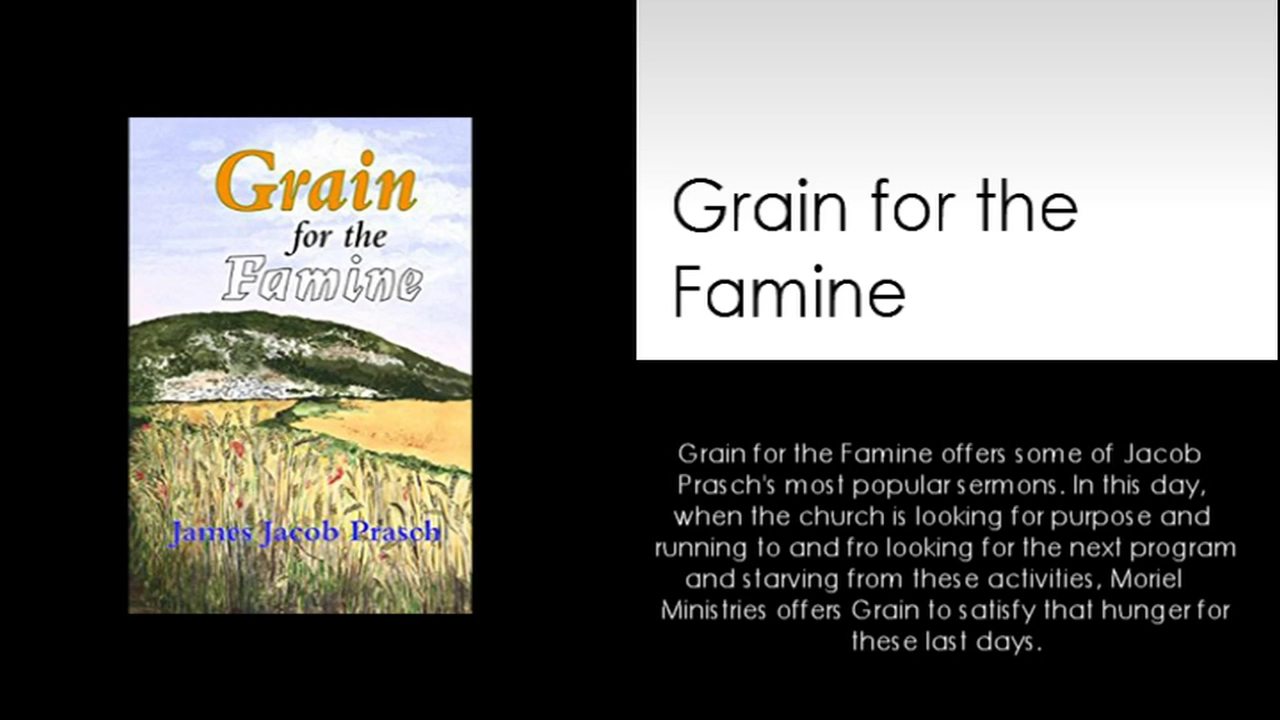 Grain
for the
Famine
James Jacob Prasch
Grain for the
Famine
Grain for the Famine offers some of Jacob
Prasch's most popular sermons. In this day,
when the church is looking for purpose and
running to and fro looking for the next program
and starving from these activities, Moriel
Ministries offers Grain to satisfy that hunger for
these last days.